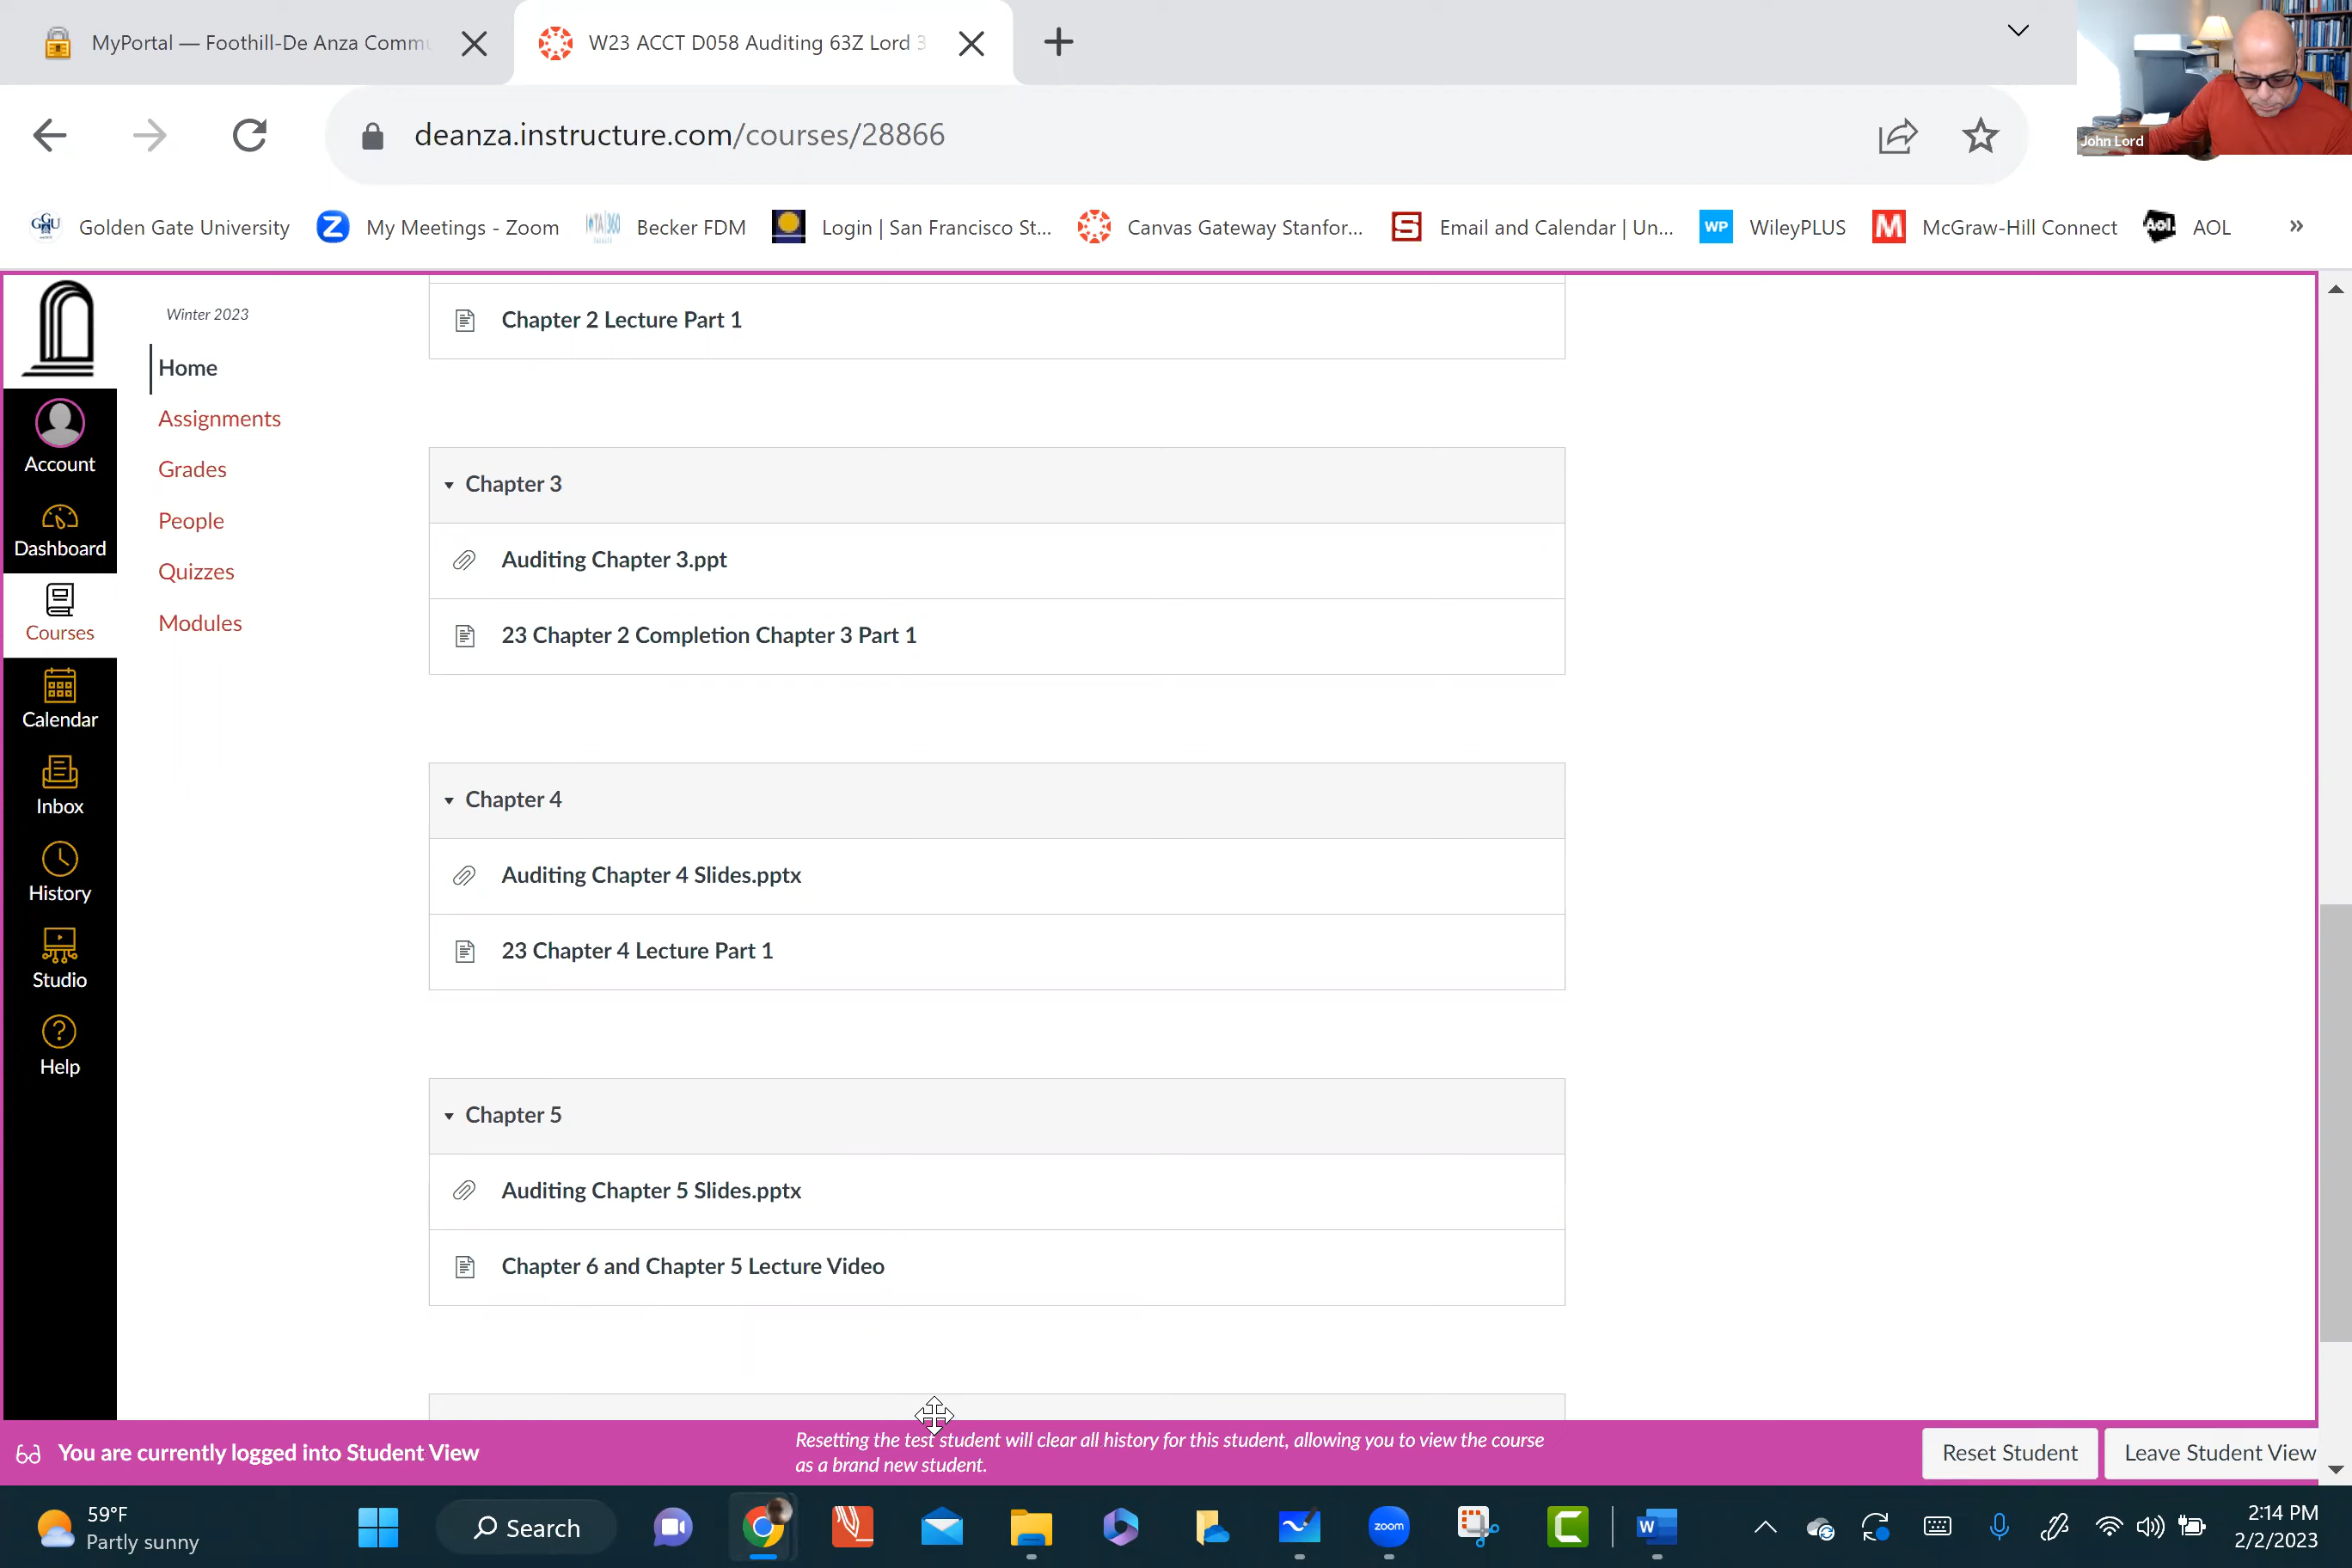 MyPortal — Foothill-De Anza Comm
W23 ACCT D058 Auditing 63Z Lord 3
John Lord
deanza.instructure.com/courses/28866
GGU
Golden Gate University
My Meetings - Zoom
Becker FDM
Login | San Francisco St...
Canvas Gateway Stanfor...
S
Email and Calendar | Un...
WP
WileyPLUS
M
McGraw-Hill Connect
Aol.
AOL
»
Winter 2023
Home
Assignments
Grades
People
Quizzes
Modules
Account
Dashboard
Courses
Calendar
Inbox
History
Studio
Help
Chapter 2 Lecture Part 1
Chapter 3
Auditing Chapter 3.ppt
23 Chapter 2 Completion Chapter 3 Part 1
Chapter 4
Auditing Chapter 4 Slides.pptx
23 Chapter 4 Lecture Part 1
Chapter 5
Auditing Chapter 5 Slides.pptx
Chapter 6 and Chapter 5 Lecture Video
You are currently logged into Student View
Resetting the test student will clear all history for this student, allowing you to view the course
as a brand new student.
Reset Student
Leave Student View
59°F
Partly sunny
Search
zoom
W
2:14 PM
2/2/2023